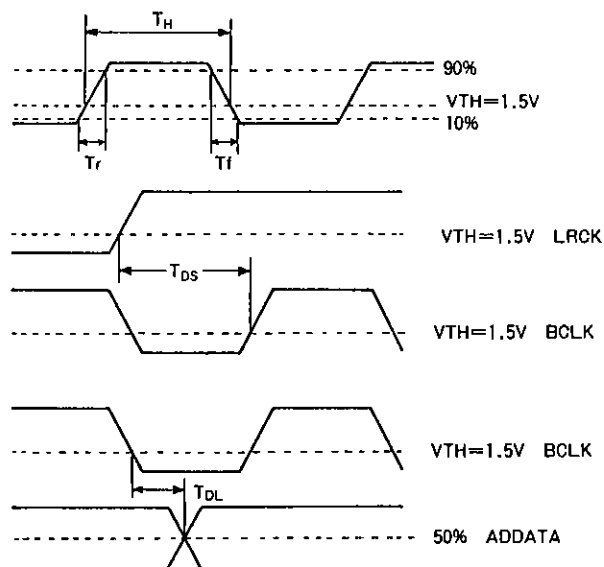 TH
90%
VTH=1.5V
10%
Tr
Tf
VTH=1.5V LRCK
TDS
VTH=1.5V BCLK
VTH=1.5V BCLK
TDL
50% ADDATA